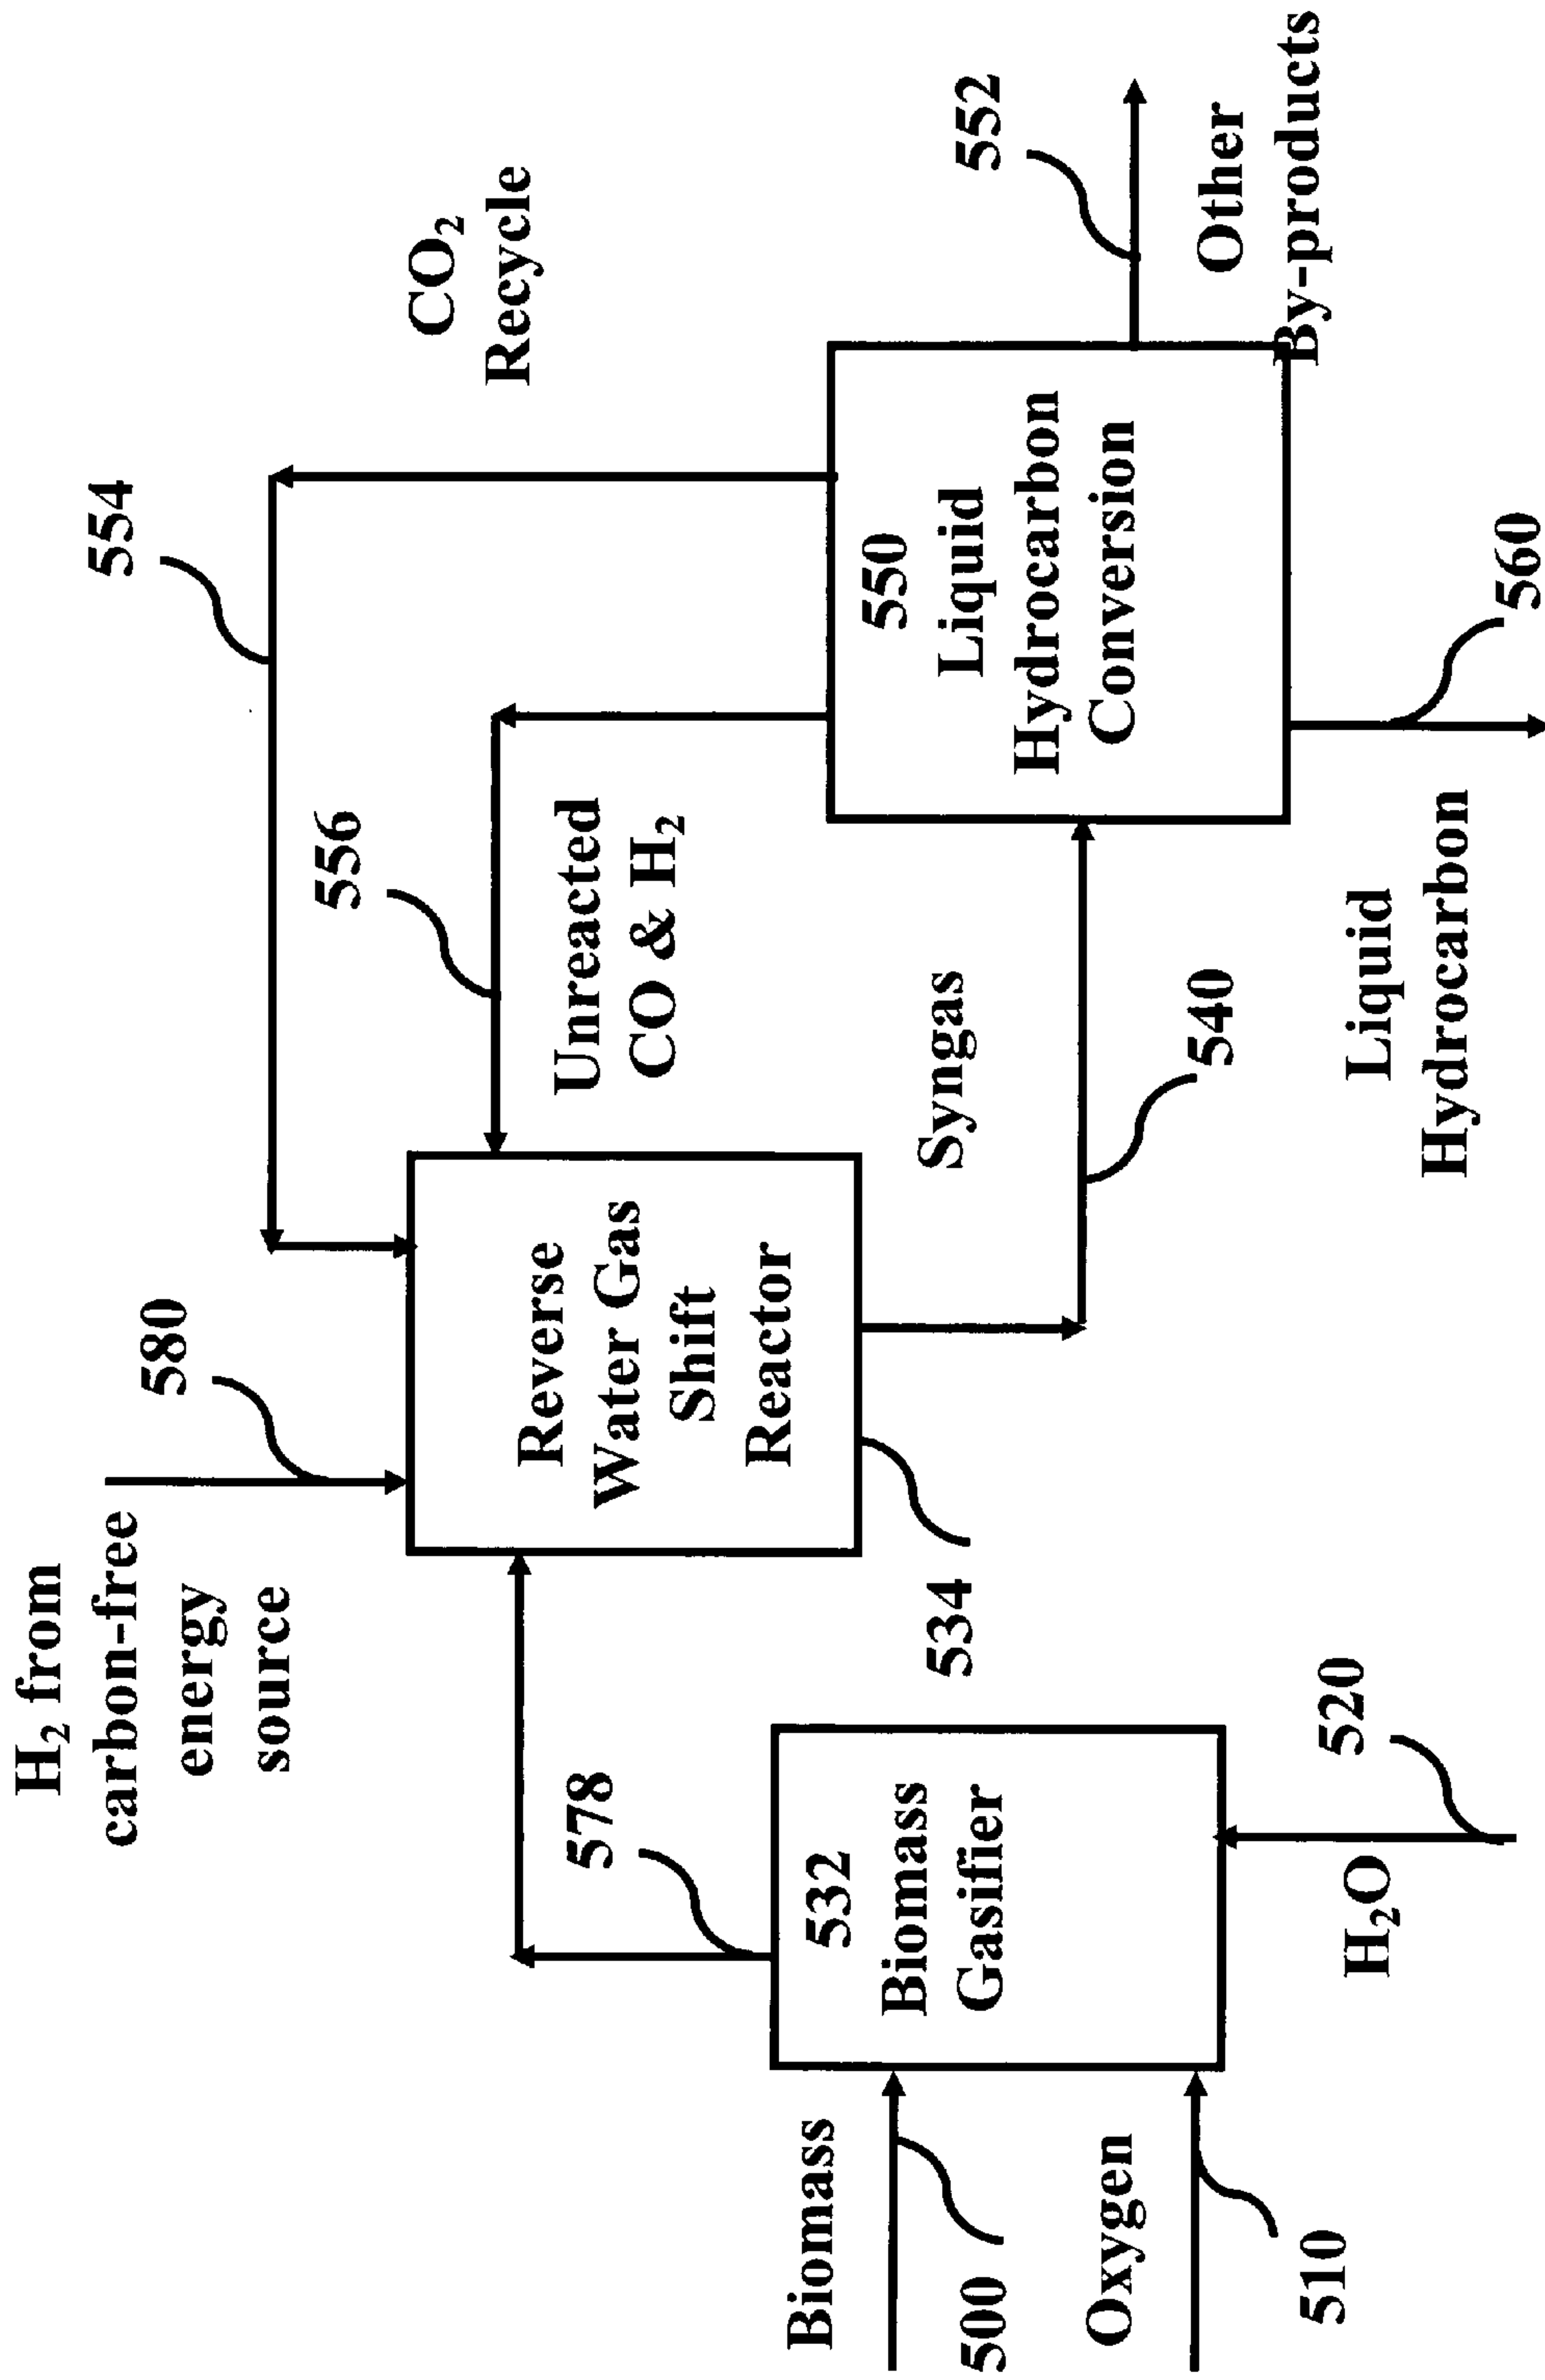 H₂ from
carbon-free
energy
source
580
554
CO₂
Recycle
556
Unreacted
CO & H₂
552
Other
By-products
578
Reverse
Water Gas
Shift
Reactor
534
550
Liquid
Hydrocarbon
Conversion
Syngas
540
Biomass
500
Oxygen
510
532
Biomass
Gasifier
H₂O
520
Liquid
Hydrocarbon
560